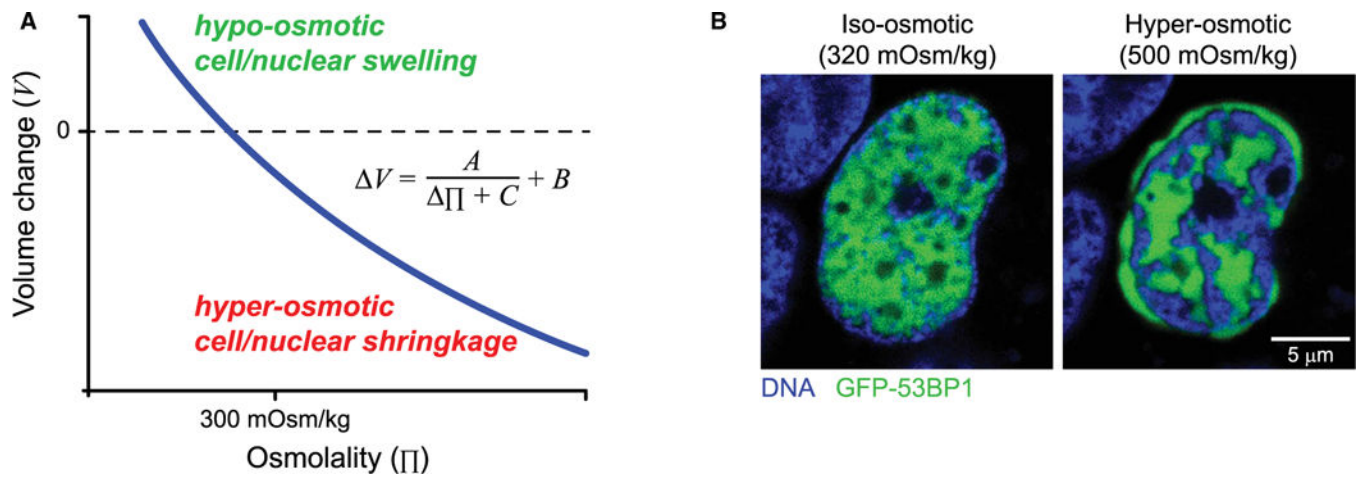 A
hypo-osmotic
cell/nuclear swelling
Volume change (V)
0
ΔV = A / ΔΠ + C + B
hyper-osmotic
cell/nuclear shringkage
300 mOsm/kg
Osmolality (∏)
B
Iso-osmotic
(320 mOsm/kg)
Hyper-osmotic
(500 mOsm/kg)
5 μm
DNA GFP-53BP1